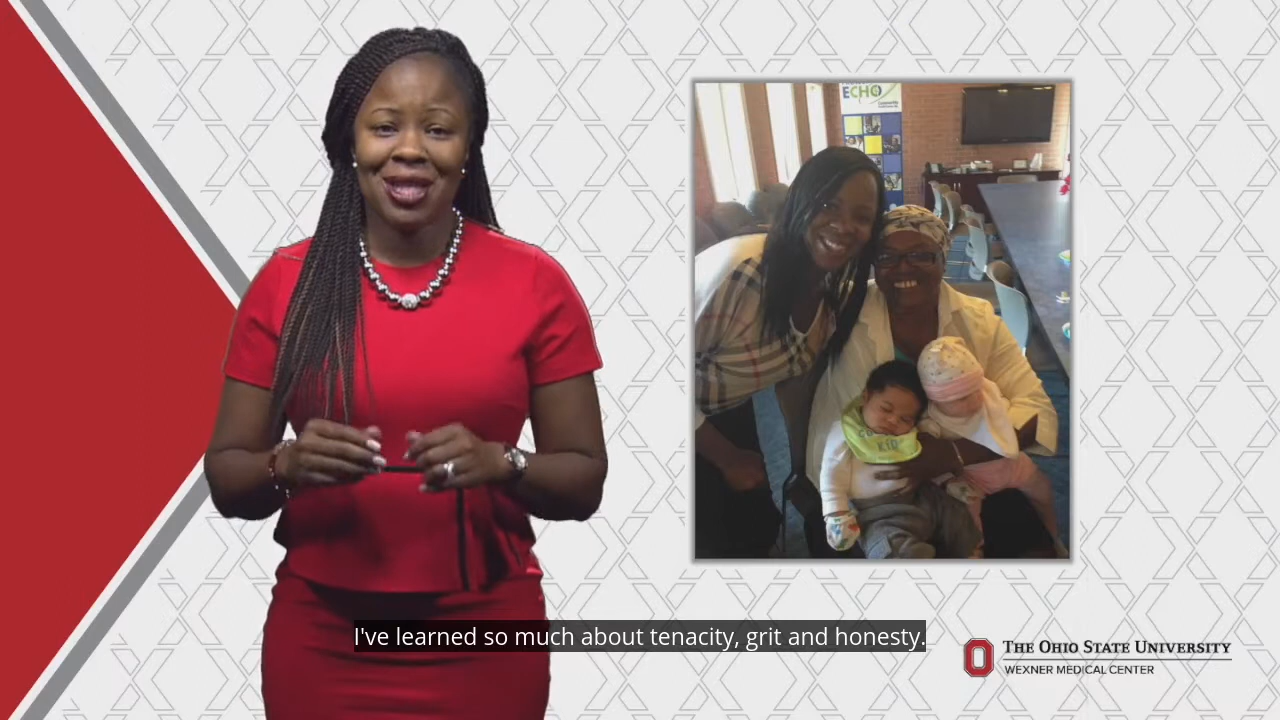 ECHO
I've learned so much about tenacity, grit and honesty.
THE OHIO STATE UNIVERSITY
WEXNER MEDICAL CENTER